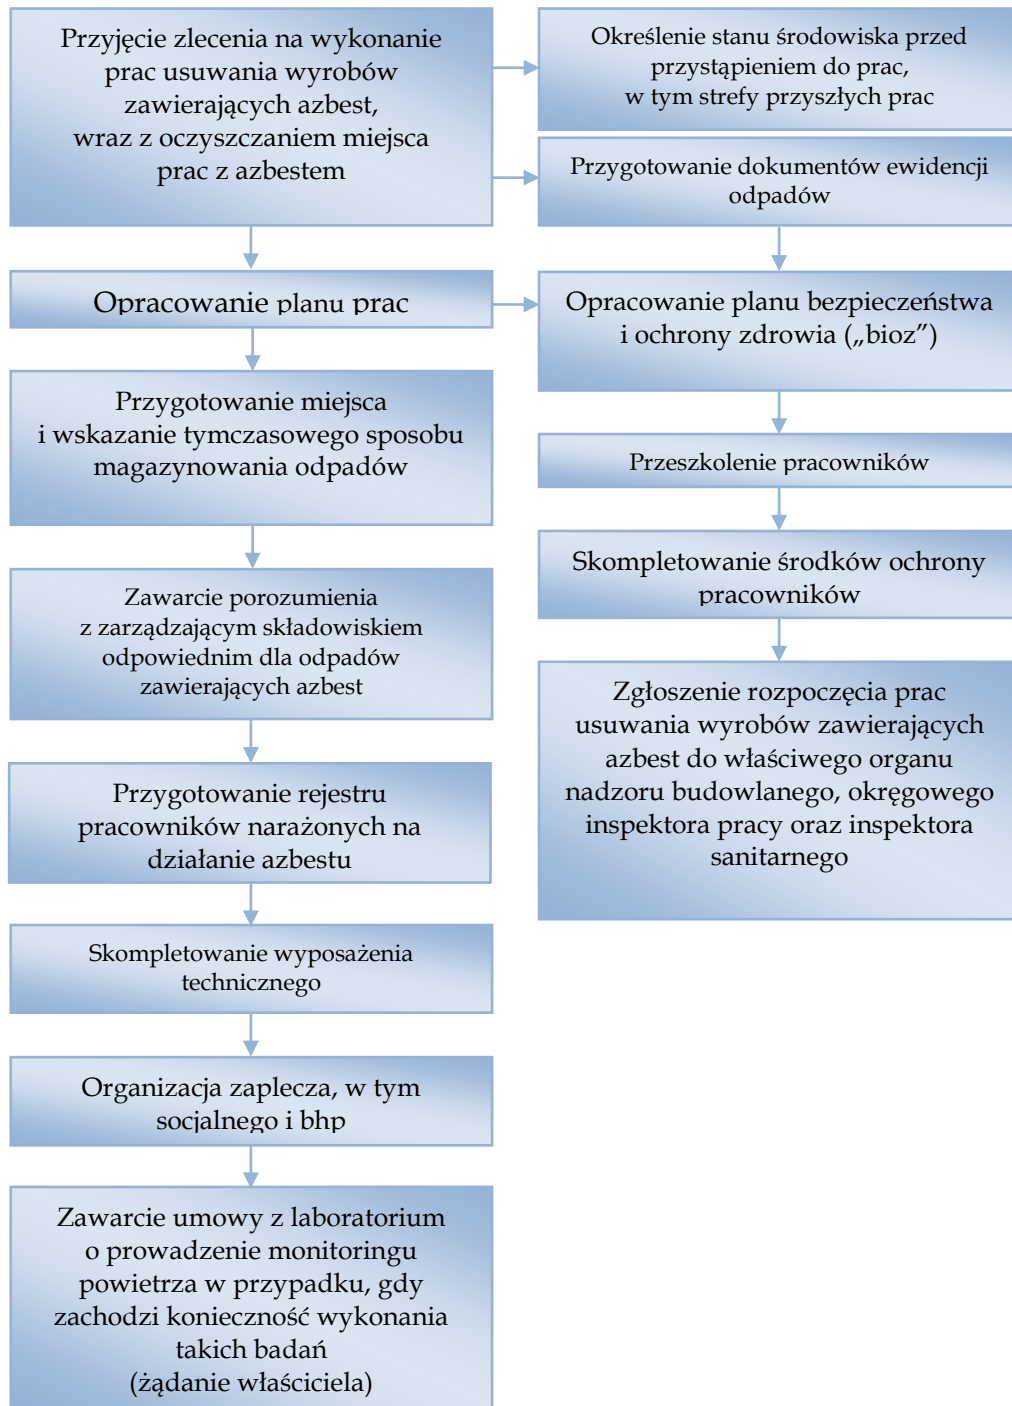 Przyjęcie zlecenia na wykonanie
prac usuwania wyrobów
zawierających azbest,
wraz z oczyszczaniem miejsca
prac z azbestem
Określenie stanu środowiska przed
przystąpieniem do prac,
w tym strefy przyszłych prac
Przygotowanie dokumentów ewidencji
odpadów
Opracowanie planu prac
Opracowanie planu bezpieczeństwa
i ochrony zdrowia („bioz”)
Przygotowanie miejsca
i wskazanie tymczasowego sposobu
magazynowania odpadów
Przeszkolenie pracowników
Skompletowanie środków ochrony
pracowników
Zawarcie porozumienia
z zarządzającym składowiskiem
odpowiednim dla odpadów
zawierających azbest
Zgłoszenie rozpoczęcia prac
usuwania wyrobów zawierających
azbest do właściwego organu
nadzoru budowlanego, okręgowego
inspektora pracy oraz inspektora
sanitarnego
Przygotowanie rejestru
pracowników narażonych na
działanie azbestu
Skompletowanie wyposażenia
technicznego
Organizacja zaplecza, w tym
socjalnego i bhp
Zawarcie umowy z laboratorium
o prowadzenie monitoringu
powietrza w przypadku, gdy
zachodzi konieczność wykonania
takich badań
(żądanie właściciela)